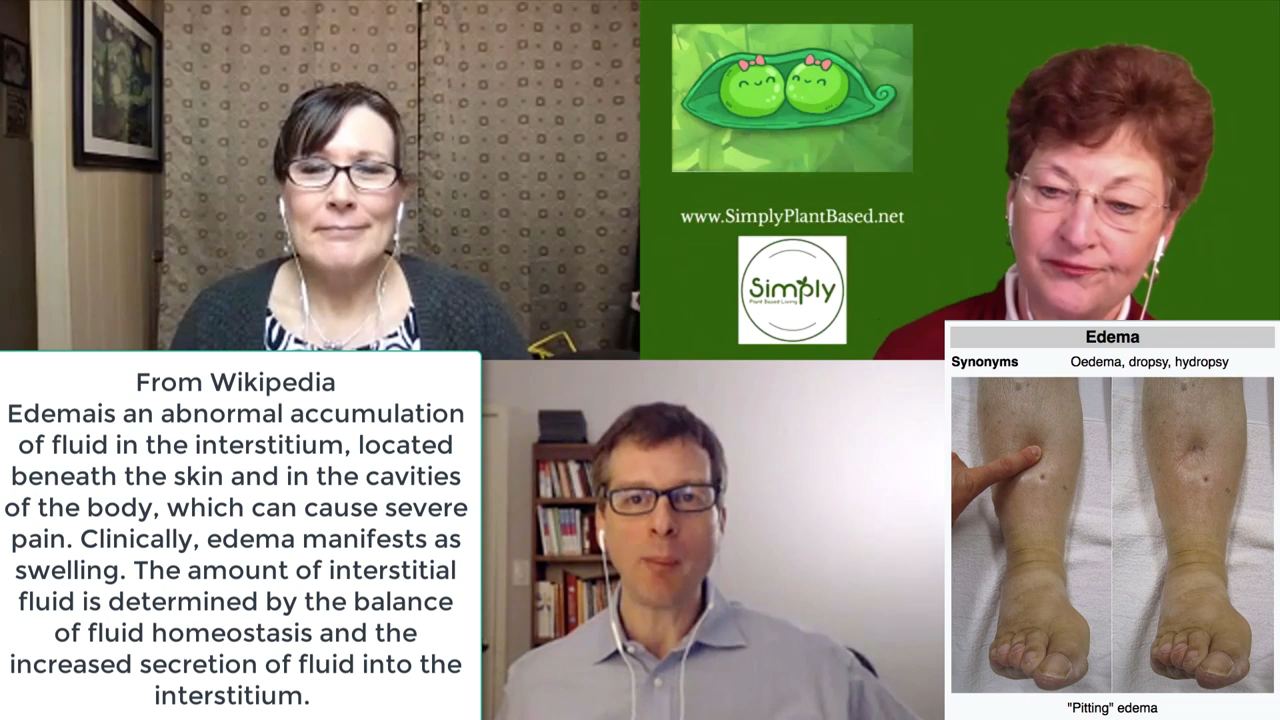 www.SimplyPlantBased.net
Simply
Plant Based Living
Edema
Synonyms Oedema, dropsy, hydropsy
From Wikipedia
Edemais an abnormal accumulation
of fluid in the interstitium, located
beneath the skin and in the cavities
of the body, which can cause severe
pain. Clinically, edema manifests as
swelling. The amount of interstitial
fluid is determined by the balance
of fluid homeostasis and the
increased secretion of fluid into the
interstitium.
"Pitting" edema